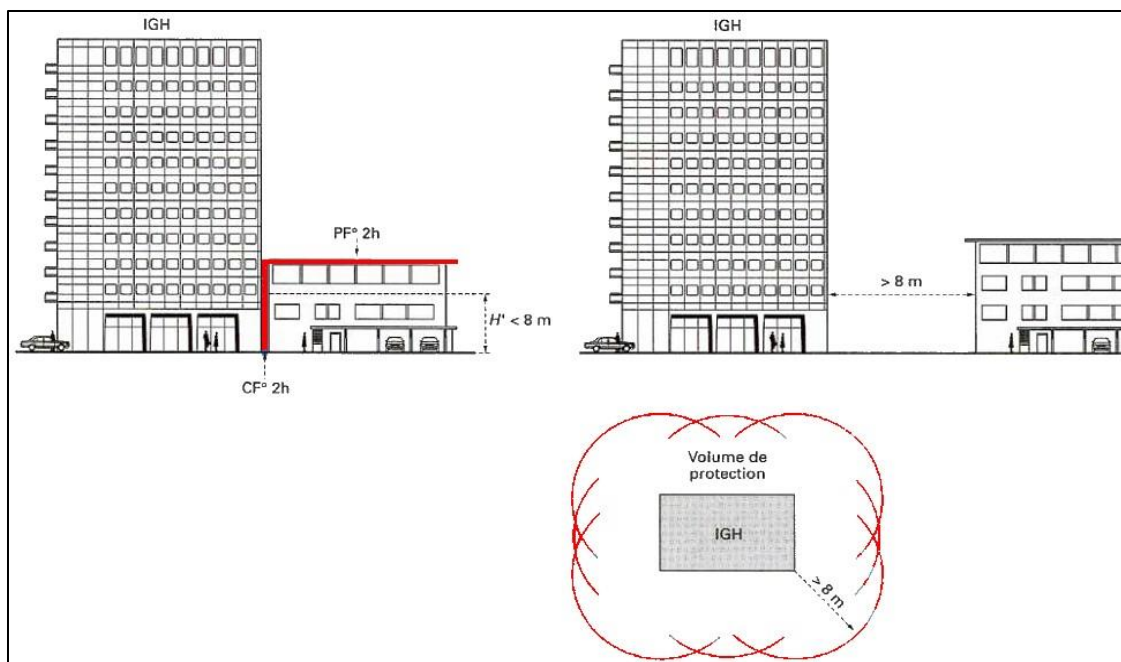 IGH
PF° 2h
H' < 8 m
CF° 2h
IGH
> 8 m
Volume de
protection
IGH
> 8 m